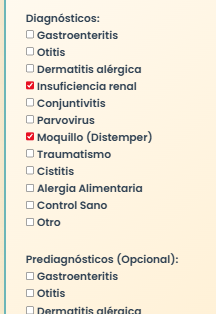 Diagnósticos:
Gastroenteritis
Otitis
Dermatitis alérgica
Insuficiencia renal
Conjuntivitis
Parvovirus
Moquillo (Distemper)
Traumatismo
Cistitis
Alergia Alimentaria
Control Sano
Otro
Prediagnósticos (Opcional):
Gastroenteritis
Otitis
Dermatitis alérgica